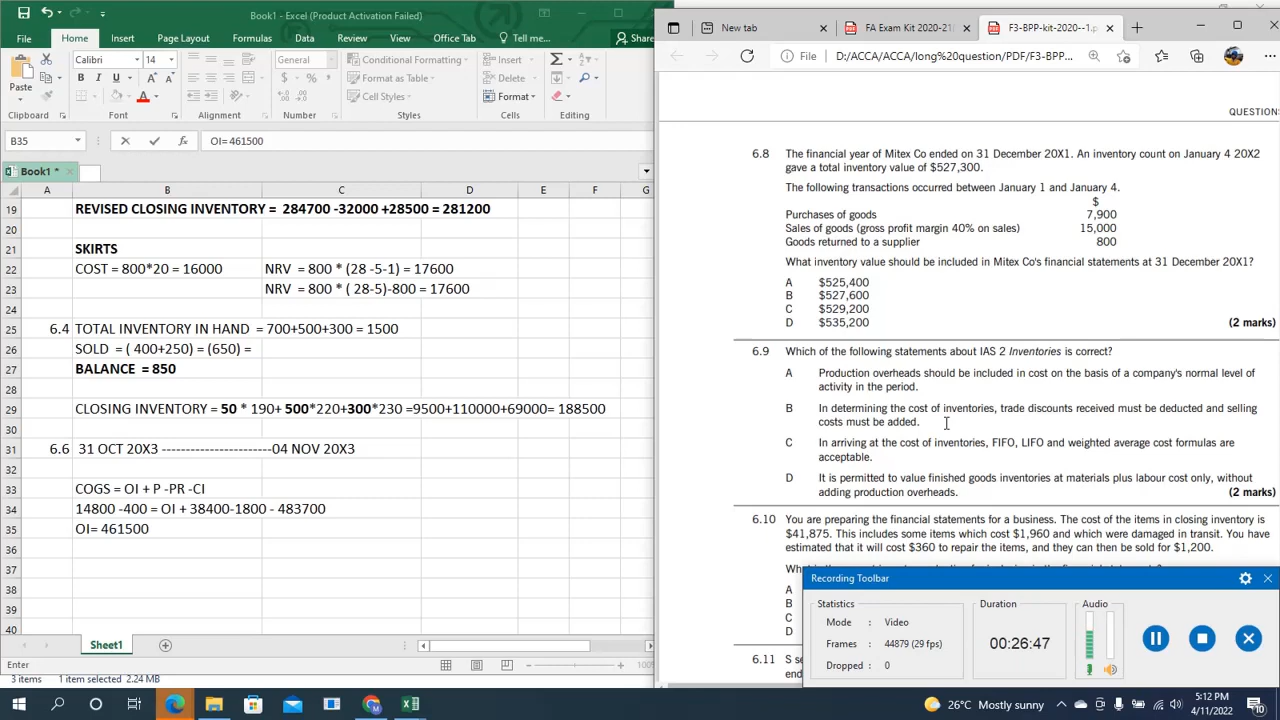 Book1 - Excel (Product Activation Failed)
File Home Insert Page Layout Formulas Data Review View Office Tab Tell me... Share
Paste
Calibri 14
B I U
General
Conditional Formatting
Format as Table
Cell Styles
Insert
Delete
Format
Clipboard Font Alignment Number Styles Cells Editing
B35 OI= 461500
Book1 *
A B C D E F G
19 REVISED CLOSING INVENTORY = 284700 -32000 +28500 = 281200
20
21 SKIRTS
22 COST = 800*20 = 16000 NRV = 800 * (28 -5-1) = 17600
23 NRV = 800 * ( 28-5)-800 = 17600
24
25 6.4 TOTAL INVENTORY IN HAND = 700+500+300 = 1500
26 SOLD = ( 400+250) = (650) =
27 BALANCE = 850
28
29 CLOSING INVENTORY = 50 * 190+ 500*220+300*230 =9500+110000+69000= 188500
30
31 6.6 31 OCT 20X3 -----------------------04 NOV 20X3
32
33 COGS = OI + P -PR -CI
34 14800 -400 = OI + 38400-1800 - 483700
35 OI= 461500
36
37
38
39
40
Sheet1
Enter 100%
3 items 1 item selected 2.24 MB
New tab
FA Exam Kit 2020-21
F3-BPP-kit-2020--1.p
File D:/ACCA/ACCA/long%20question/PDF/F3-BPP...
QUESTION
6.8 The financial year of Mitex Co ended on 31 December 20X1. An inventory count on January 4 20X2
gave a total inventory value of $527,300.
The following transactions occurred between January 1 and January 4.
$
Purchases of goods 7,900
Sales of goods (gross profit margin 40% on sales) 15,000
Goods returned to a supplier 800
What inventory value should be included in Mitex Co's financial statements at 31 December 20X1?
A $525,400
B $527,600
C $529,200
D $535,200 (2 marks)
6.9 Which of the following statements about IAS 2 Inventories is correct?
A Production overheads should be included in cost on the basis of a company's normal level of
activity in the period.
B In determining the cost of inventories, trade discounts received must be deducted and selling
costs must be added.
C In arriving at the cost of inventories, FIFO, LIFO and weighted average cost formulas are
acceptable.
D It is permitted to value finished goods inventories at materials plus labour cost only, without
adding production overheads. (2 marks)
6.10 You are preparing the financial statements for a business. The cost of the items in closing inventory is
$41,875. This includes some items which cost $1,960 and which were damaged in transit. You have
estimated that it will cost $360 to repair the items, and they can then be sold for $1,200.
A
B
C
D
6.11 S se
end
Recording Toolbar
Statistics
Mode : Video
Frames : 44879 (29 fps)
Dropped : 0
Duration
00:26:47
Audio
26°C Mostly sunny
5:12 PM
4/11/2022
10